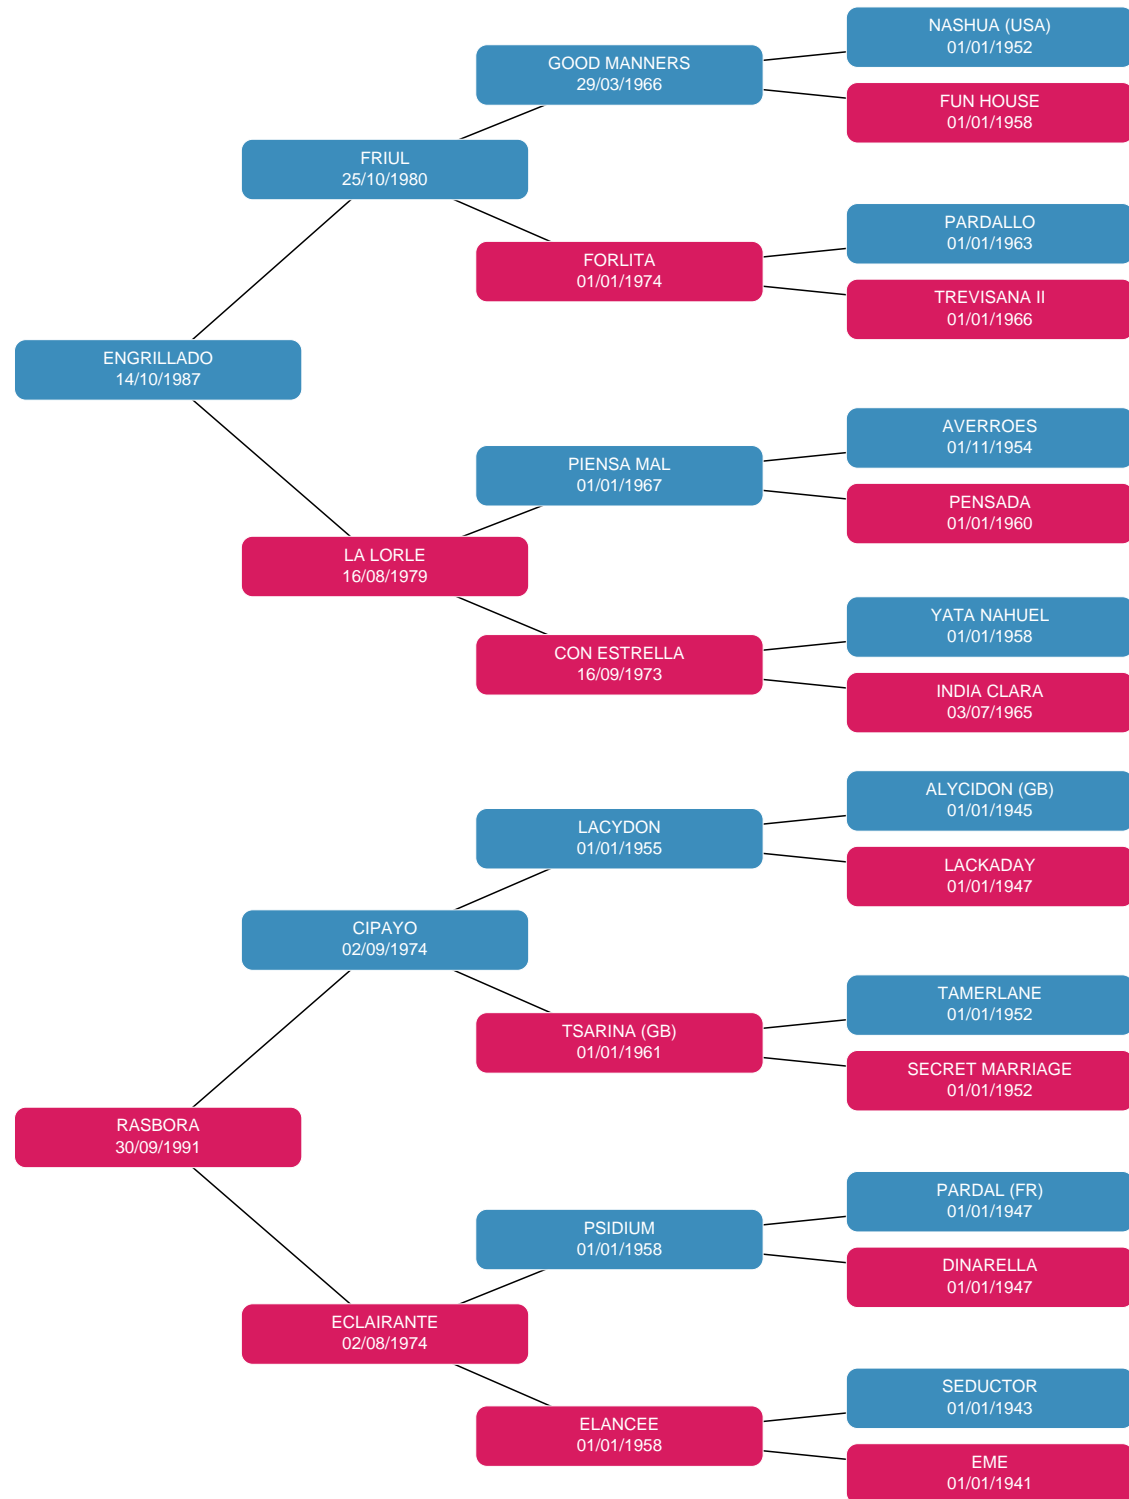 NASHUA (USA)
01/01/1952
GOOD MANNERS
29/03/1966
FUN HOUSE
01/01/1958
FRIUL
25/10/1980
PARDALLO
01/01/1963
FORLITA
01/01/1974
TREVISANA II
01/01/1966
ENGRILLADO
14/10/1987
AVERROES
01/11/1954
PIENSA MAL
01/01/1967
PENSADA
01/01/1960
LA LORLE
16/08/1979
YATA NAHUEL
01/01/1958
CON ESTRELLA
16/09/1973
INDIA CLARA
03/07/1965
ALYCIDON (GB)
01/01/1945
LACYDON
01/01/1955
LACKADAY
01/01/1947
CIPAYO
02/09/1974
TAMERLANE
01/01/1952
TSARINA (GB)
01/01/1961
SECRET MARRIAGE
01/01/1952
RASBORA
30/09/1991
PARDAL (FR)
01/01/1947
PSIDIUM
01/01/1958
DINARELLA
01/01/1947
ECLAIRANTE
02/08/1974
SEDUCTOR
01/01/1943
ELANCEE
01/01/1958
EME
01/01/1941